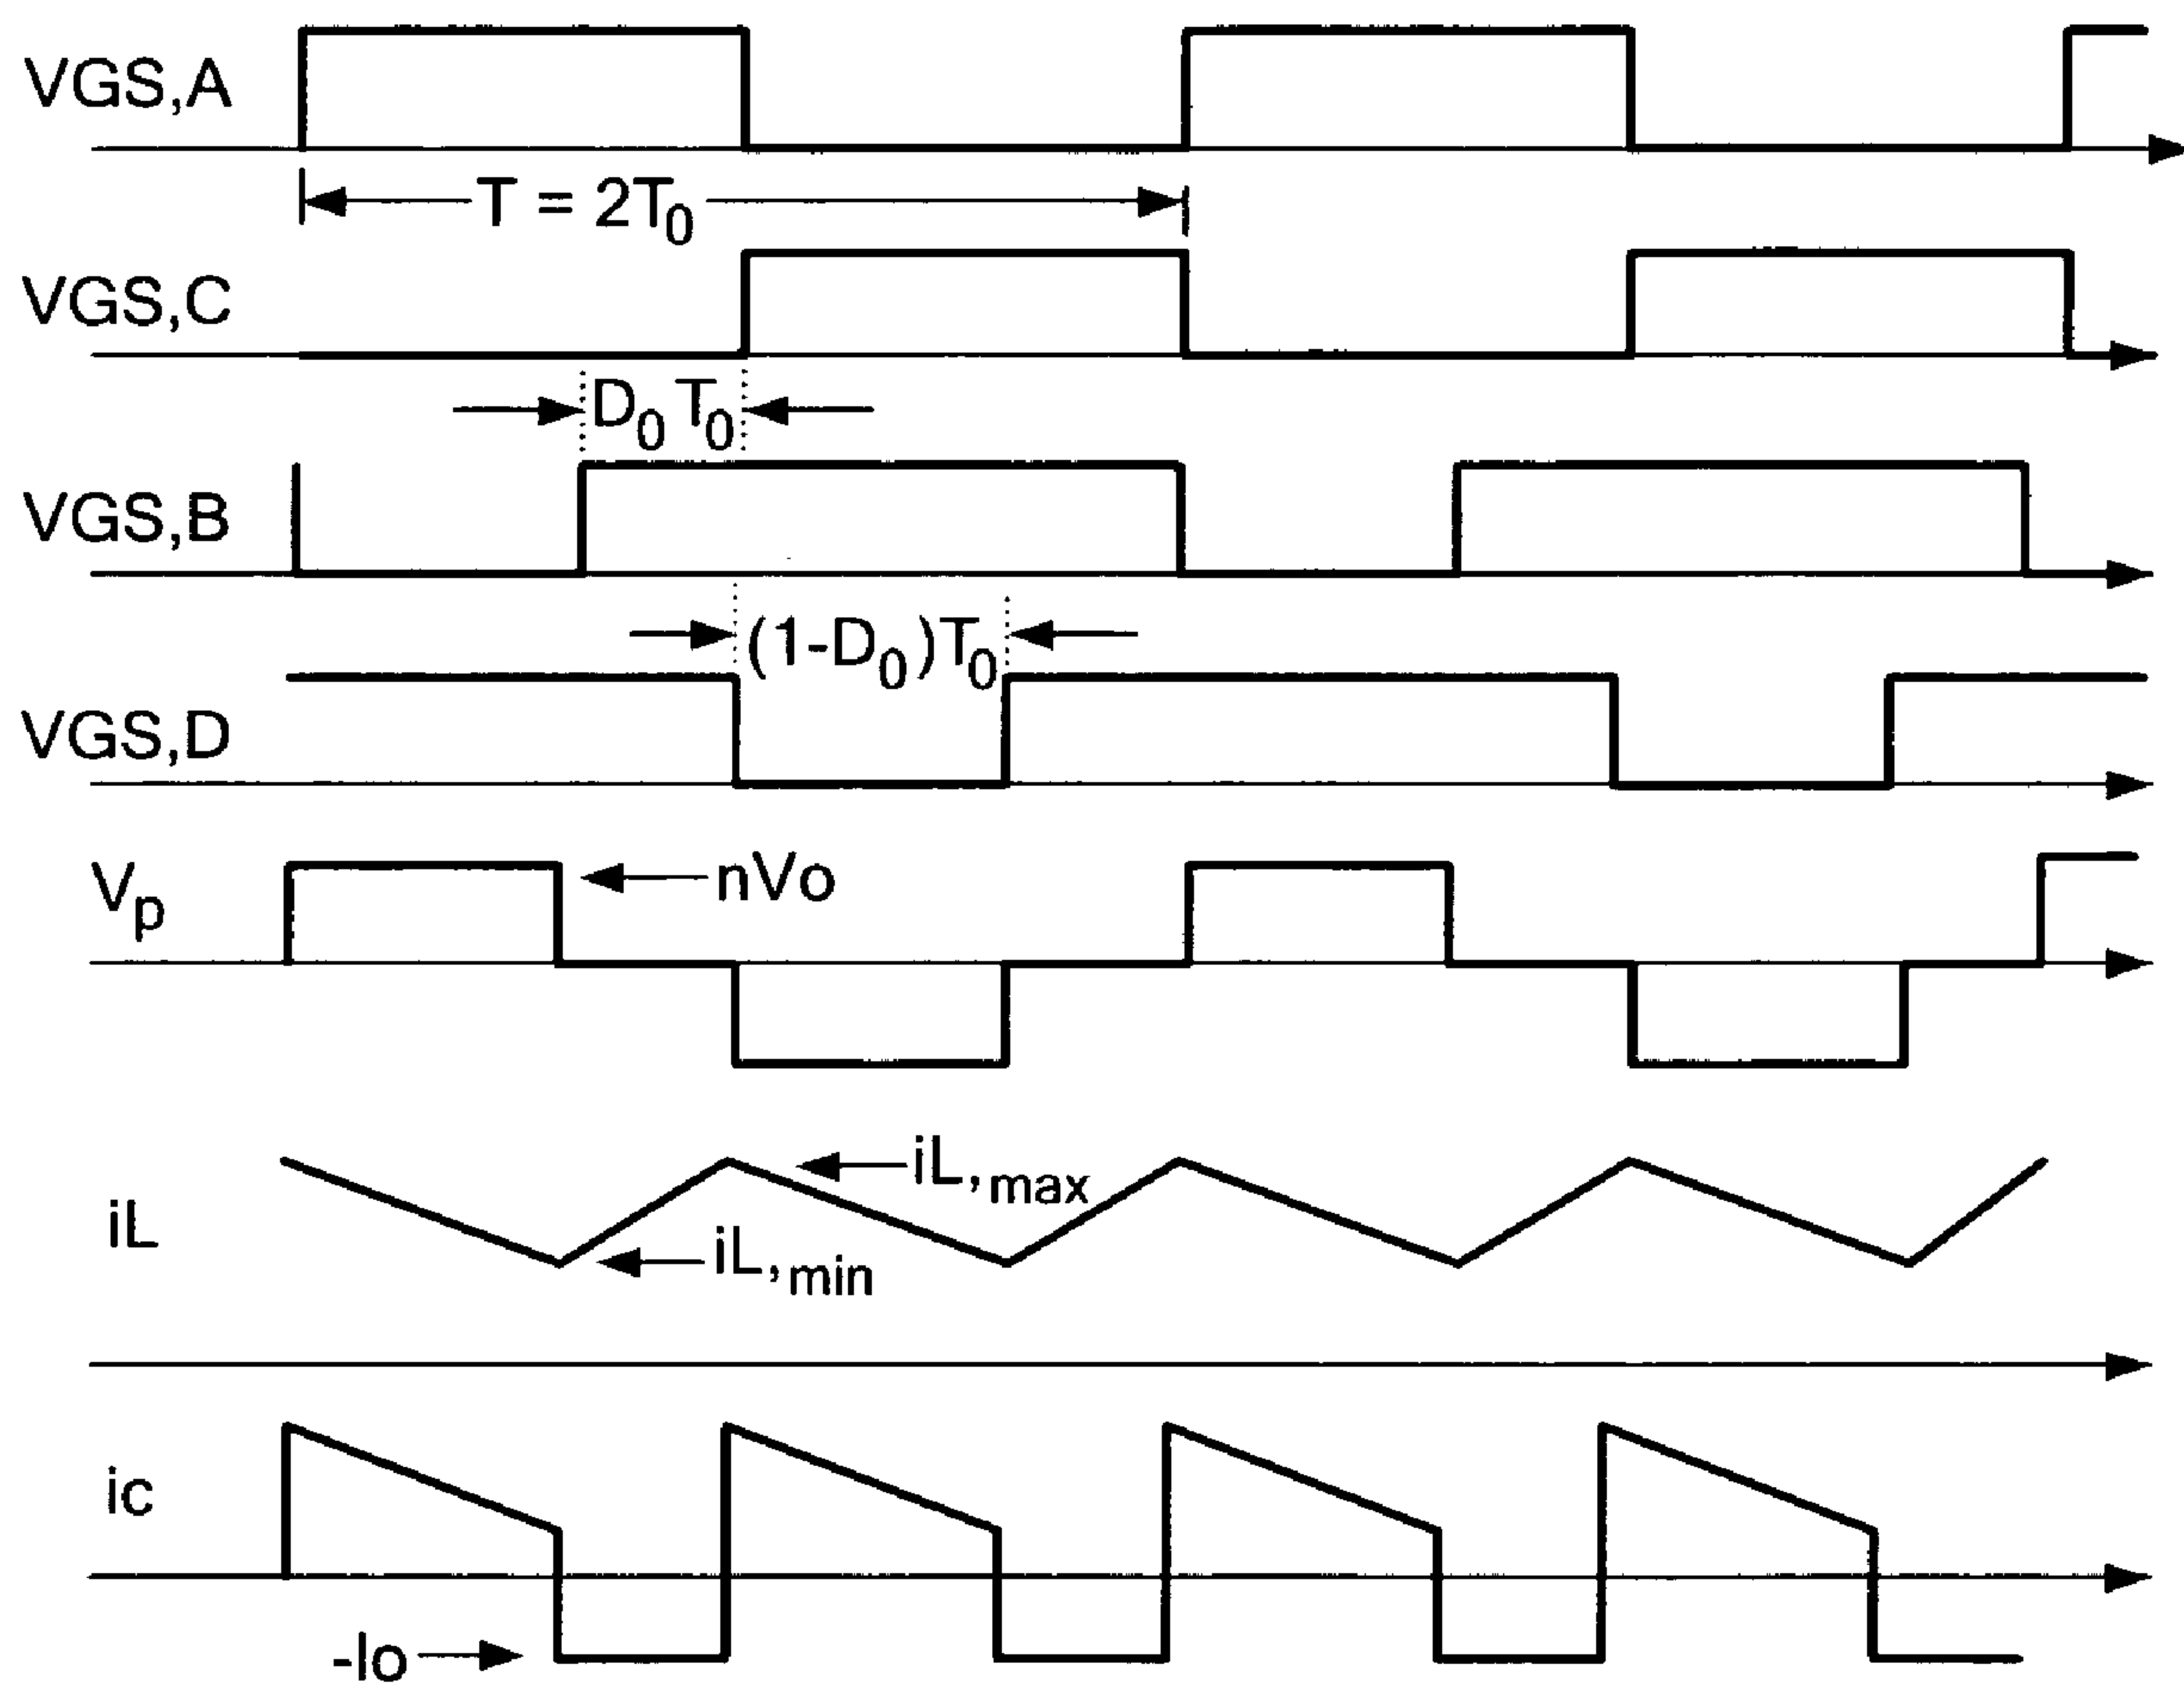 VGS,A
T = 2T0
VGS,C
D0 T0
VGS,B
(1-D0)T0
VGS,D
Vp
nVo
iL,max
iL
iL,min
ic
-Io